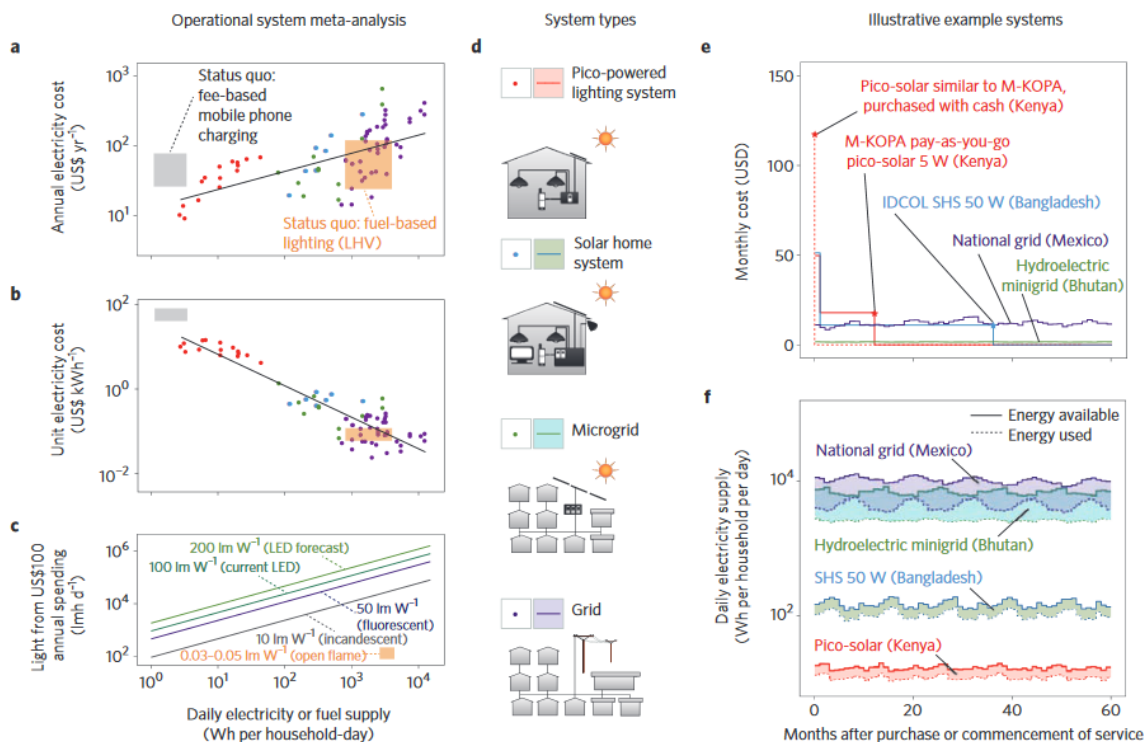 Operational system meta-analysis
System types
Illustrative example systems
a
Annual electricity cost
(US$ yr⁻¹)
10³
10²
10¹
Status quo:
fee-based
mobile phone
charging
Status quo: fuel-based
lighting (LHV)
b
Unit electricity cost
(US$ kWh⁻¹)
10²
10⁰
10⁻²
c
Light from US$100
annual spending
(lmh d⁻¹)
10⁶
10⁴
10²
200 lm W⁻¹ (LED forecast)
100 lm W⁻¹ (current LED)
50 lm W⁻¹
(fluorescent)
10 lm W⁻¹ (incandescent)
0.03–0.05 lm W⁻¹ (open flame)
10⁰
10²
10³
10⁴
Daily electricity or fuel supply
(Wh per household-day)
d
Pico-powered
lighting system
Solar home
system
Microgrid
Grid
e
Monthly cost (USD)
150
100
50
0
Pico-solar similar to M-KOPA,
purchased with cash (Kenya)
M-KOPA pay-as-you-go
pico-solar 5 W (Kenya)
IDCOL SHS 50 W (Bangladesh)
National grid (Mexico)
Hydroelectric
minigrid (Bhutan)
f
Daily electricity supply
(Wh per household per day)
10⁴
10²
Energy available
Energy used
National grid (Mexico)
Hydroelectric minigrid (Bhutan)
SHS 50 W (Bangladesh)
Pico-solar (Kenya)
0
20
40
60
Months after purchase or commencement of service